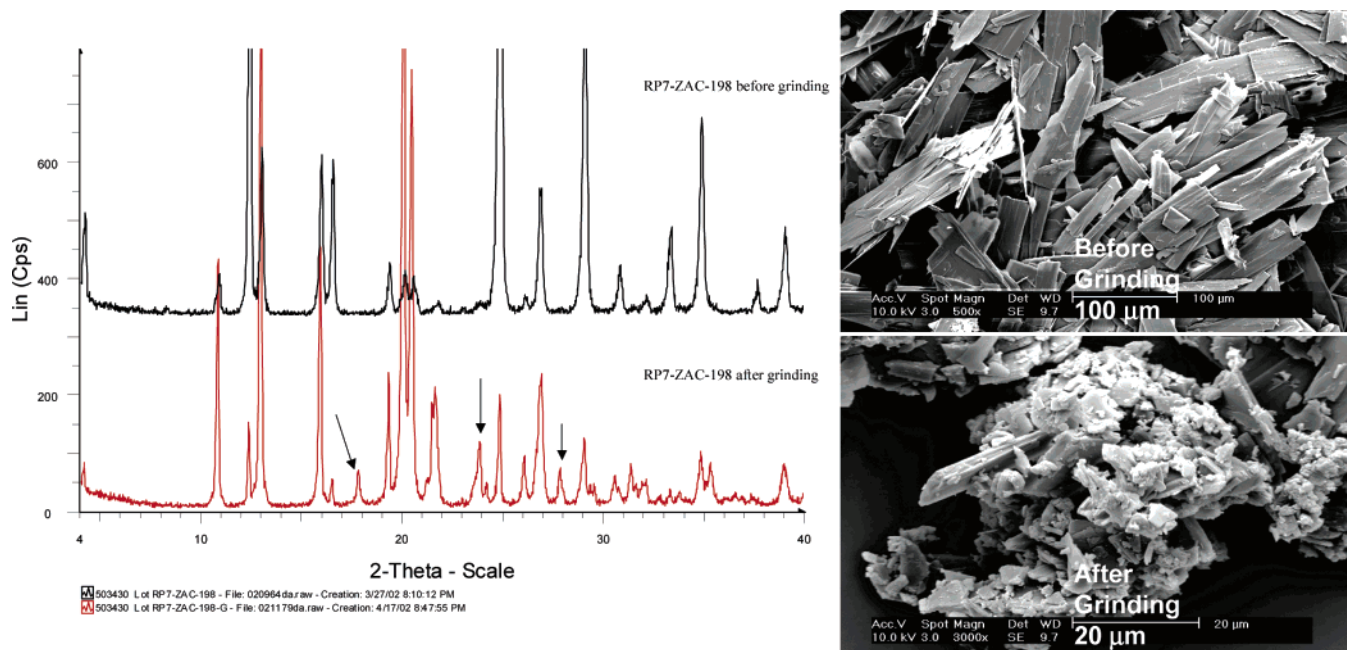 RP7-ZAC-198 before grinding
600
400
Lin (Cps)
RP7-ZAC-198 after grinding
200
0
4 10 20 30 40
2-Theta - Scale
503430 Lot RP7-ZAC-198 - File: 020964da.raw - Creation: 3/27/02 8:10:12 PM
503430 Lot RP7-ZAC-198-G - File: 021179da.raw - Creation: 4/17/02 8:47:55 PM
Before
Grinding
Acc.V Spot Magn Det WD 100 μm
10.0 kV 3.0 500x SE 9.7 100 μm
After
Grinding
Acc.V Spot Magn Det WD 20 μm
10.0 kV 3.0 3000x SE 9.7 20 μm